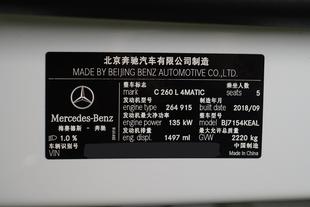 北京奔驰汽车有限公司制造
MADE BY BEIJING BENZ AUTOMOTIVE CO.,LTD.
整车标志 乘坐人数
mark C 260 L 4MATIC seats 5
发动机型号 制造年月
engine type 264 915 built date 2018/09
发动机最大净功率 整车型号
engine power 135 kW model BJ7154KEAL
发动机排量 最大允许总质量
eng. displ. 1497 ml GVW 2220 kg
中国制造
Made in China
Mercedes-Benz
梅赛德斯-奔驰
1.0 %
车辆识别号
VIN